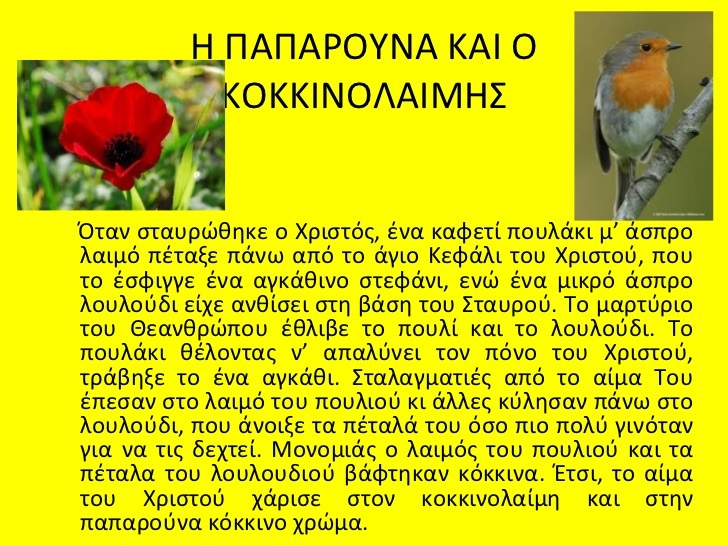 Η ΠΑΠΑΡΟΥΝΑ ΚΑΙ Ο
ΚΟΚΚΙΝΟΛΑΙΜΗΣ
Όταν σταυρώθηκε ο Χριστός, ένα καφετί πουλάκι μ’ άσπρο
λαιμό πέταξε πάνω από το άγιο Κεφάλι του Χριστού, που
το έσφιγγε ένα αγκάθινο στεφάνι, ενώ ένα μικρό άσπρο
λουλούδι είχε ανθίσει στη βάση του Σταυρού. Το μαρτύριο
του Θεανθρώπου έθλιβε το πουλί και το λουλούδι. Το
πουλάκι θέλοντας ν’ απαλύνει τον πόνο του Χριστού,
τράβηξε το ένα αγκάθι. Σταλαγματιές από το αίμα Του
έπεσαν στο λαιμό του πουλιού κι άλλες κύλησαν πάνω στο
λουλούδι, που άνοιξε τα πέταλά του όσο πιο πολύ γινόταν
για να τις δεχτεί. Μονομιάς ο λαιμός του πουλιού και τα
πέταλα του λουλουδιού βάφτηκαν κόκκινα. Έτσι, το αίμα
του Χριστού χάρισε στον κοκκινολαίμη και στην
παπαρούνα κόκκινο χρώμα.